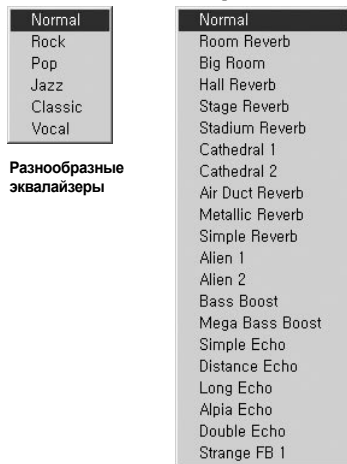 Normal
Rock
Pop
Jazz
Classic
Vocal
Разнообразные
эквалайзеры
Normal
Room Reverb
Big Room
Hall Reverb
Stage Reverb
Stadium Reverb
Cathedral 1
Cathedral 2
Air Duct Reverb
Metallic Reverb
Simple Reverb
Alien 1
Alien 2
Bass Boost
Mega Bass Boost
Simple Echo
Distance Echo
Long Echo
Alpia Echo
Double Echo
Strange FB 1